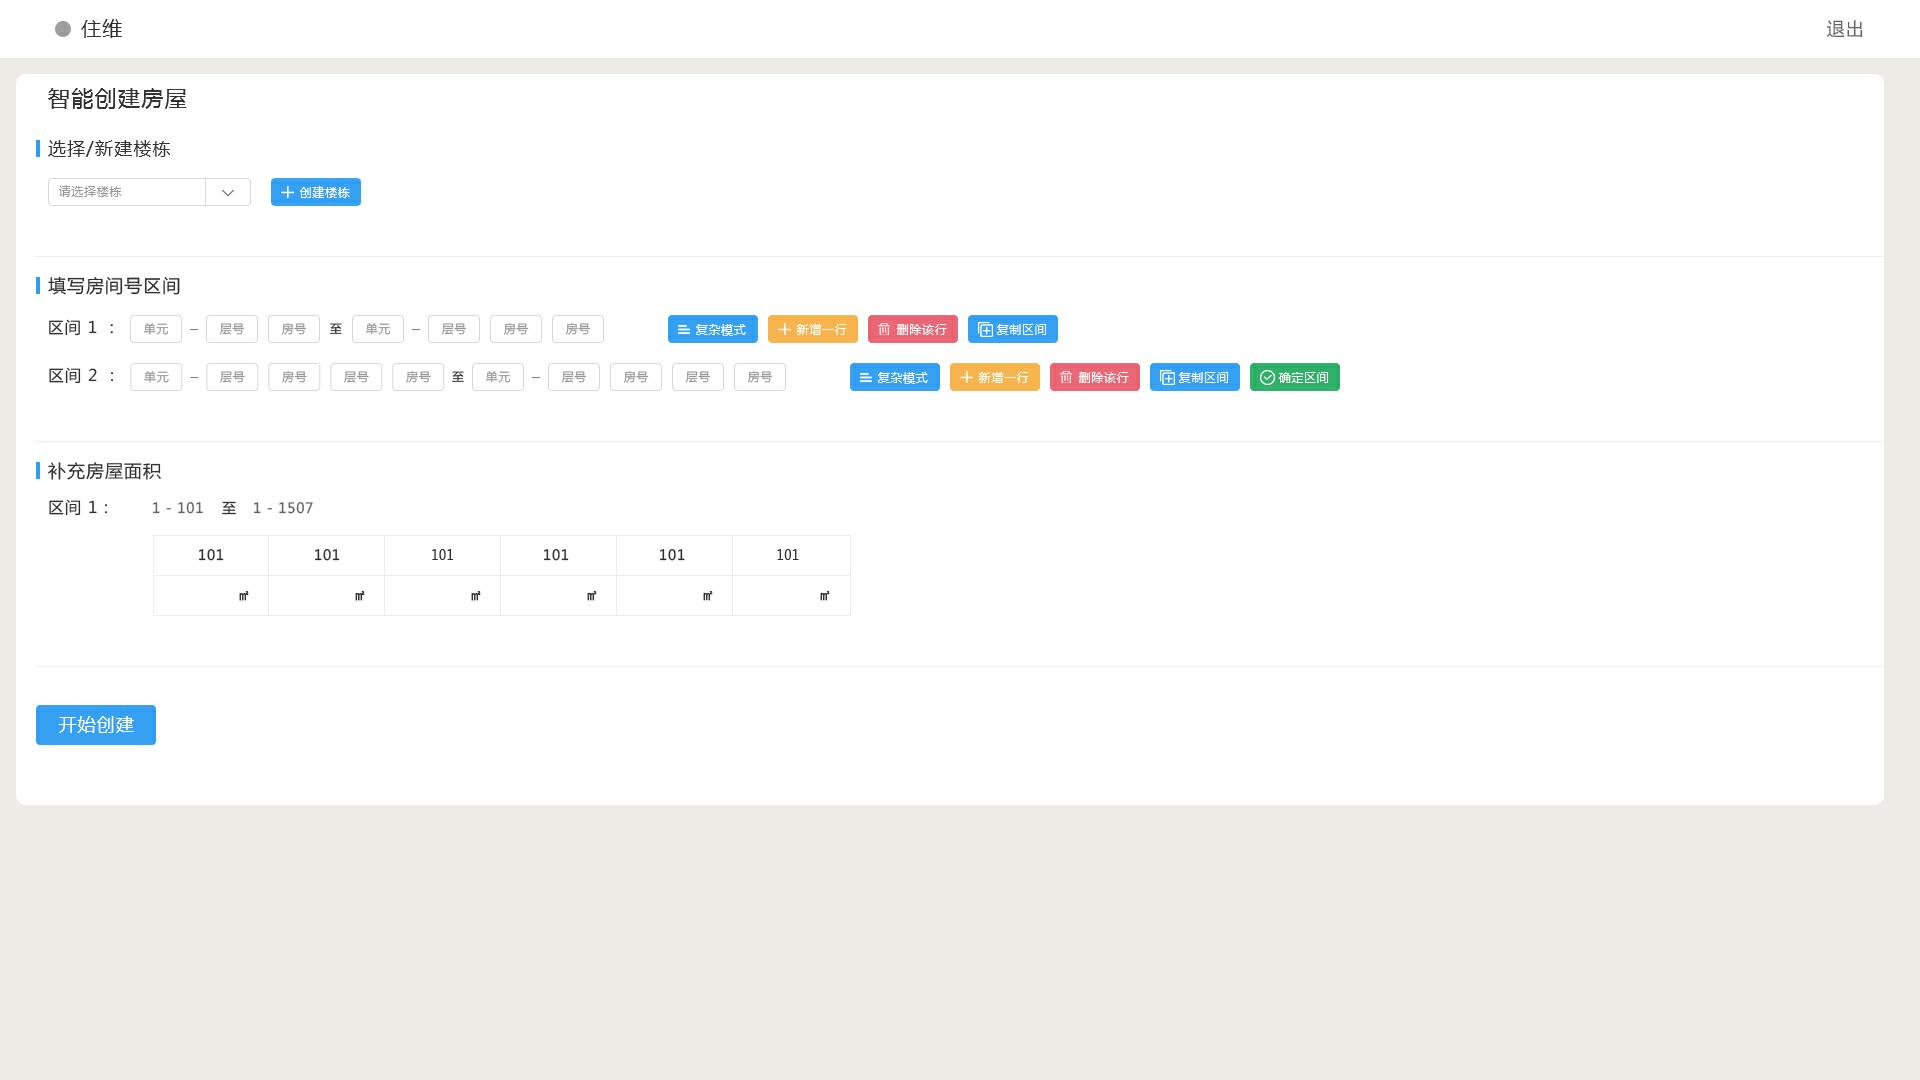 住维 退出
智能创建房屋
选择/新建楼栋
请选择楼栋 创建楼栋
填写房间号区间
区间 1 ： 单元 – 层号 房号 至 单元 – 层号 房号 房号 复杂模式 新增一行 删除该行 复制区间
区间 2 ： 单元 – 层号 房号 层号 房号 至 单元 – 层号 房号 层号 房号 复杂模式 新增一行 删除该行 复制区间 确定区间
补充房屋面积
区间 1： 1 - 101 至 1 - 1507
101 101 101 101 101 101
㎡ ㎡ ㎡ ㎡ ㎡ ㎡
开始创建